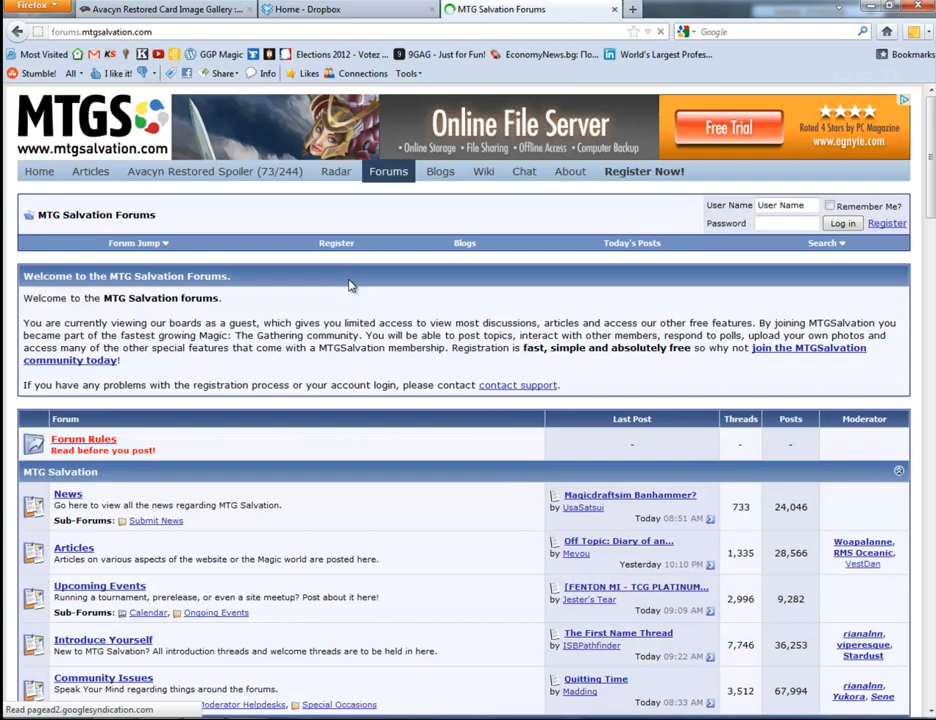 Firefox
Avacyn Restored Card Image Gallery :...
Home - Dropbox
MTG Salvation Forums
forums.mtgsalvation.com
Google
Most Visited
GGP Magic
Elections 2012 - Votez ...
9GAG - Just for Fun!
EconomyNews.bg: По...
World's Largest Profes...
Bookmarks
Stumble!
All
I like it!
Share
Info
Likes
Connections
Tools
MTGS
www.mtgsalvation.com
Online File Server
Online Storage • File Sharing • Offline Access • Computer Backup
Free Trial
Rated 4 Stars by PC Magazine
www.egnyte.com
Home
Articles
Avacyn Restored Spoiler (73/244)
Radar
Forums
Blogs
Wiki
Chat
About
Register Now!
MTG Salvation Forums
User Name
User Name
Remember Me?
Password
Log in
Register
Forum Jump
Register
Blogs
Today's Posts
Search
Welcome to the MTG Salvation Forums.
Welcome to the MTG Salvation forums.
You are currently viewing our boards as a guest, which gives you limited access to view most discussions, articles and access our other free features. By joining MTGSalvation you
became part of the fastest growing Magic: The Gathering community. You will be able to post topics, interact with other members, respond to polls, upload your own photos and
access many of the other special features that come with a MTGSalvation membership. Registration is fast, simple and absolutely free so why not join the MTGSalvation
community today!
If you have any problems with the registration process or your account login, please contact contact support.
Forum
Last Post
Threads
Posts
Moderator
Forum Rules
Read before you post!
-
-
-
MTG Salvation
News
Go here to view all the news regarding MTG Salvation.
Sub-Forums: Submit News
Magicdraftsim Banhammer?
by UsaSatsui
Today 08:51 AM
733
24,046
Articles
Articles on various aspects of the website or the Magic world are posted here.
Off Topic: Diary of an...
by Meyou
Yesterday 10:10 PM
1,335
28,566
Woapalanne,
RMS Oceanic,
VestDan
Upcoming Events
Running a tournament, prerelease, or even a site meetup? Post about it here!
Sub-Forums: Calendar, Ongoing Events
[FENTON MI - TCG PLATINUM...
by Jester's Tear
Today 09:09 AM
2,996
9,282
Introduce Yourself
New to MTG Salvation? All introduction threads and welcome threads are to be held in here.
The First Name Thread
by ISBPathfinder
Today 09:22 AM
7,746
36,253
rianalnn,
viperesque,
Stardust
Community Issues
Speak Your Mind regarding things around the forums.
Moderator Helpdesks, Special Occasions
Quitting Time
by Madding
Today 08:33 AM
3,512
67,994
rianalnn,
Yukora, Sene
Read pagead2.googlesyndication.com